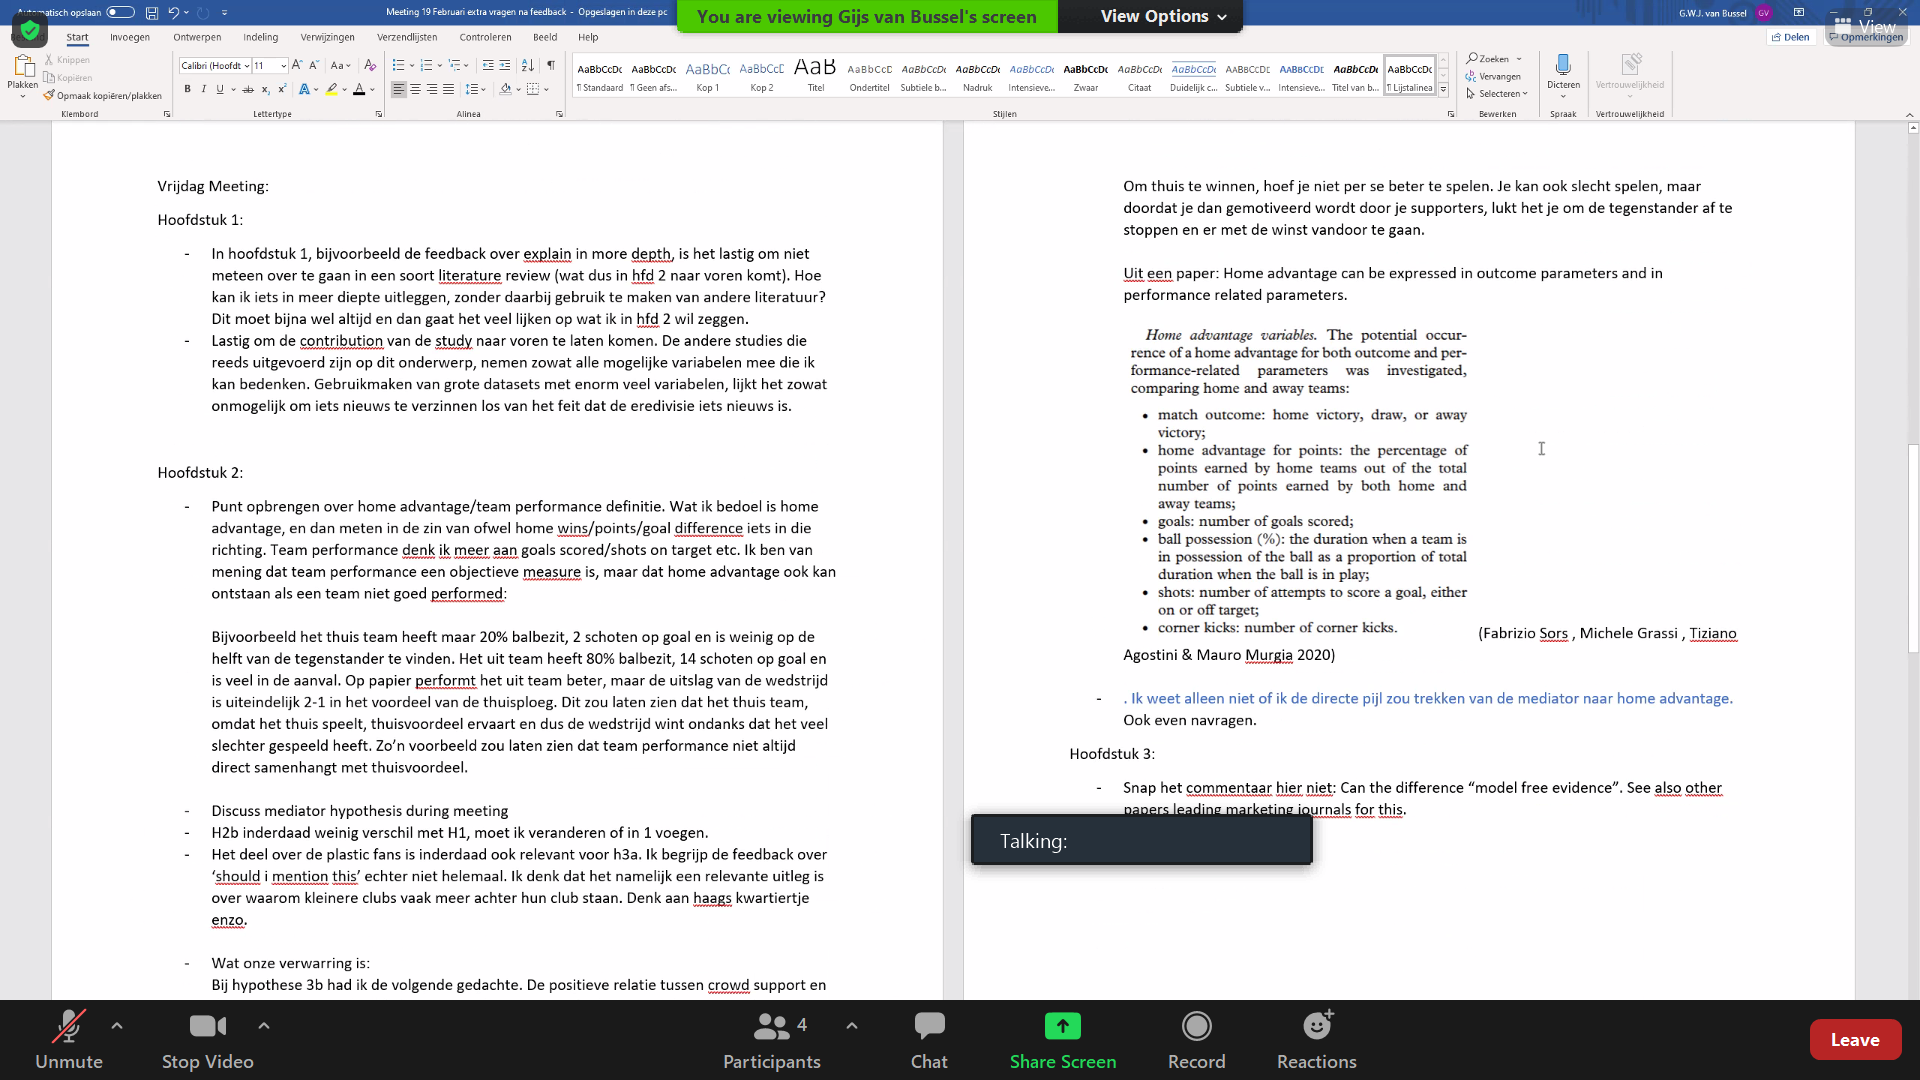 Automatisch opslaan
Meeting 19 Februari extra vragen na feedback - Opgeslagen in deze pc
You are viewing Gijs van Bussel's screen
View Options
G.W.J. van Bussel
GV
View
Start
Invoegen
Ontwerpen
Indeling
Verwijzingen
Verzendlijsten
Controleren
Beeld
Help
Delen
Opmerkingen
Plakken
Knippen
Kopiëren
Opmaak kopiëren/plakken
Klembord
Calibri (Hoofdt
11
Lettertype
Alinea
AaBbCcDc AaBbCcDc AaBbCc AaBbCcD AaB AaBbCcD AaBbCcDc AaBbCcDc AaBbCcDc AaBbCcDc AaBbCcDc AaBbCcDc AaBbCcDc AaBbCcDc AaBbCcDc AaBbCcDc
¶ Standaard ¶ Geen afs... Kop 1 Kop 2 Titel Ondertitel Subtiele b... Nadruk Intensieve... Zwaar Citaat Duidelijk c... Subtiele v... Intensieve... Titel van b... ¶ Lijstalinea
Stijlen
Zoeken
Vervangen
Selecteren
Bewerken
Dicteren
Spraak
Vertrouwelijkheid
Vertrouwelijkheid
Vrijdag Meeting:
Hoofdstuk 1:
- In hoofdstuk 1, bijvoorbeeld de feedback over explain in more depth, is het lastig om niet
meteen over te gaan in een soort literature review (wat dus in hfd 2 naar voren komt). Hoe
kan ik iets in meer diepte uitleggen, zonder daarbij gebruik te maken van andere literatuur?
Dit moet bijna wel altijd en dan gaat het veel lijken op wat ik in hfd 2 wil zeggen.
- Lastig om de contribution van de study naar voren te laten komen. De andere studies die
reeds uitgevoerd zijn op dit onderwerp, nemen zowat alle mogelijke variabelen mee die ik
kan bedenken. Gebruikmaken van grote datasets met enorm veel variabelen, lijkt het zowat
onmogelijk om iets nieuws te verzinnen los van het feit dat de eredivisie iets nieuws is.
Hoofdstuk 2:
- Punt opbrengen over home advantage/team performance definitie. Wat ik bedoel is home
advantage, en dan meten in de zin van ofwel home wins/points/goal difference iets in die
richting. Team performance denk ik meer aan goals scored/shots on target etc. Ik ben van
mening dat team performance een objectieve measure is, maar dat home advantage ook kan
ontstaan als een team niet goed performed:
Bijvoorbeeld het thuis team heeft maar 20% balbezit, 2 schoten op goal en is weinig op de
helft van de tegenstander te vinden. Het uit team heeft 80% balbezit, 14 schoten op goal en
is veel in de aanval. Op papier performt het uit team beter, maar de uitslag van de wedstrijd
is uiteindelijk 2-1 in het voordeel van de thuisploeg. Dit zou laten zien dat het thuis team,
omdat het thuis speelt, thuisvoordeel ervaart en dus de wedstrijd wint ondanks dat het veel
slechter gespeeld heeft. Zo'n voorbeeld zou laten zien dat team performance niet altijd
direct samenhangt met thuisvoordeel.
- Discuss mediator hypothesis during meeting
- H2b inderdaad weinig verschil met H1, moet ik veranderen of in 1 voegen.
- Het deel over de plastic fans is inderdaad ook relevant voor h3a. Ik begrijp de feedback over
'should i mention this' echter niet helemaal. Ik denk dat het namelijk een relevante uitleg is
over waarom kleinere clubs vaak meer achter hun club staan. Denk aan haags kwartiertje
enzo.
- Wat onze verwarring is:
Bij hypothese 3b had ik de volgende gedachte. De positieve relatie tussen crowd support en
Om thuis te winnen, hoef je niet per se beter te spelen. Je kan ook slecht spelen, maar
doordat je dan gemotiveerd wordt door je supporters, lukt het je om de tegenstander af te
stoppen en er met de winst vandoor te gaan.
Uit een paper: Home advantage can be expressed in outcome parameters and in
performance related parameters.
Home advantage variables. The potential occur-
rence of a home advantage for both outcome and per-
formance-related parameters was investigated,
comparing home and away teams:
• match outcome: home victory, draw, or away
victory;
• home advantage for points: the percentage of
points earned by home teams out of the total
number of points earned by both home and
away teams;
• goals: number of goals scored;
• ball possession (%): the duration when a team is
in possession of the ball as a proportion of total
duration when the ball is in play;
• shots: number of attempts to score a goal, either
on or off target;
• corner kicks: number of corner kicks.
(Fabrizio Sors , Michele Grassi , Tiziano
Agostini & Mauro Murgia 2020)
- . Ik weet alleen niet of ik de directe pijl zou trekken van de mediator naar home advantage.
Ook even navragen.
Hoofdstuk 3:
- Snap het commentaar hier niet: Can the difference “model free evidence”. See also other
papers leading marketing journals for this.
Talking:
Unmute
Stop Video
Participants
4
Chat
Share Screen
Record
Reactions
Leave